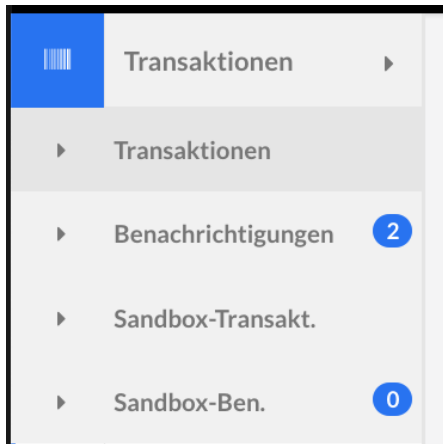 Transaktionen
Transaktionen
Benachrichtigungen 2
Sandbox-Transakt.
Sandbox-Ben. 0